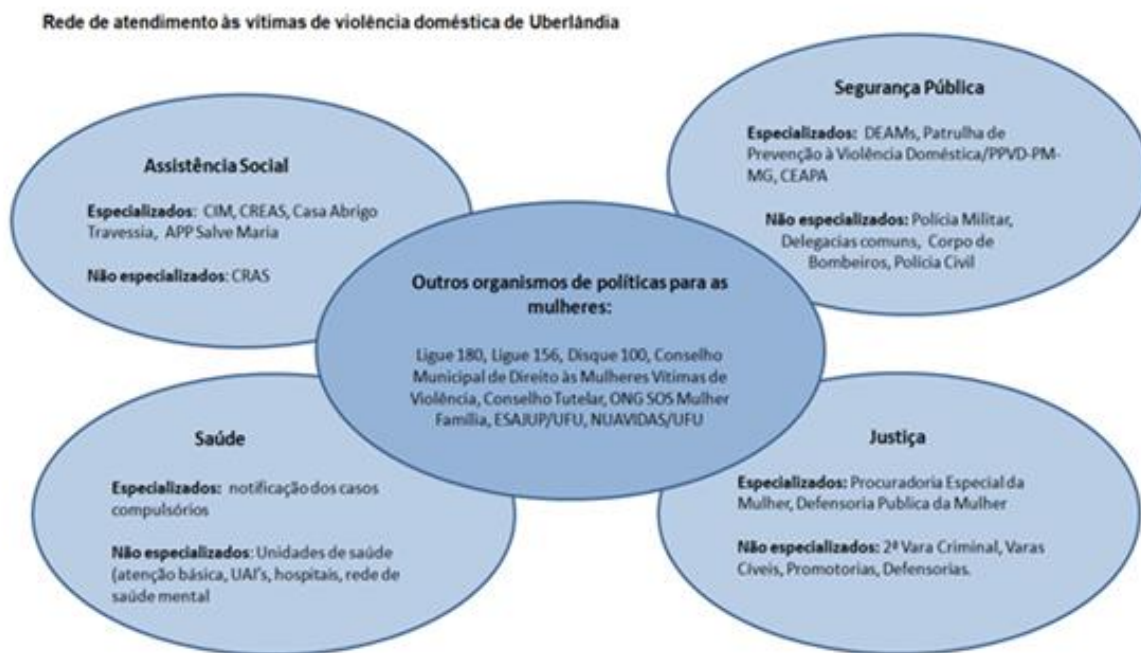 Rede de atendimento às vítimas de violência doméstica de Uberlândia
Assistência Social
Especializados: CIM, CREAS, Casa Abrigo
Travessia, APP Salve Maria
Não especializados: CRAS
Segurança Pública
Especializados: DEAMs, Patrulha de
Prevenção à Violência Doméstica/PPVD-PM-
MG, CEAPA
Não especializados: Polícia Militar,
Delegacias comuns, Corpo de
Bombeiros, Polícia Civil
Outros organismos de políticas para as
mulheres:
Ligue 180, Ligue 156, Disque 100, Conselho
Municipal de Direito às Mulheres Vítimas de
Violência, Conselho Tutelar, ONG SOS Mulher
Família, ESAJUP/UFU, NUAVIDAS/UFU
Saúde
Especializados: notificação dos casos
compulsórios
Não especializados: Unidades de saúde
(atenção básica, UAI's, hospitais, rede de
saúde mental
Justiça
Especializados: Procuradoria Especial da
Mulher, Defensoria Publica da Mulher
Não especializados: 2ª Vara Criminal, Varas
Cíveis, Promotorias, Defensorias.